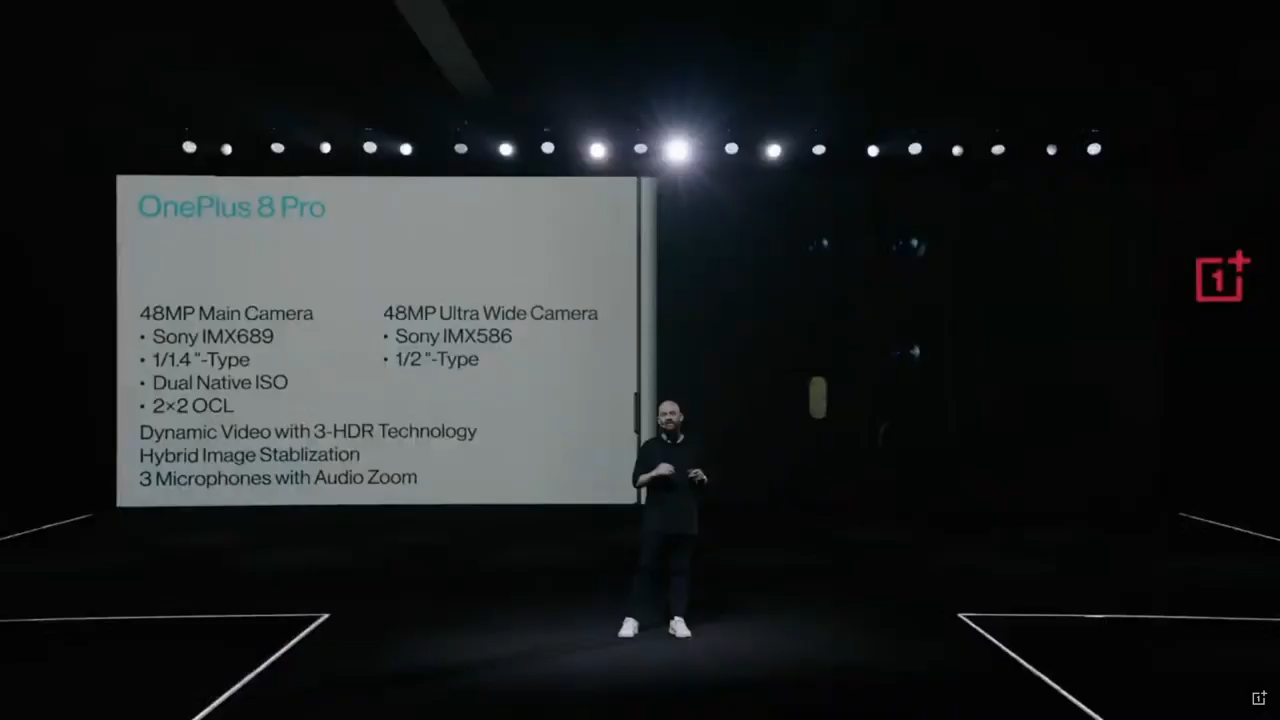 OnePlus 8 Pro
48MP Main Camera
• Sony IMX689
• 1/1.4 "-Type
• Dual Native ISO
• 2×2 OCL
48MP Ultra Wide Camera
• Sony IMX586
• 1/2 "-Type
Dynamic Video with 3-HDR Technology
Hybrid Image Stablization
3 Microphones with Audio Zoom
1+
1+